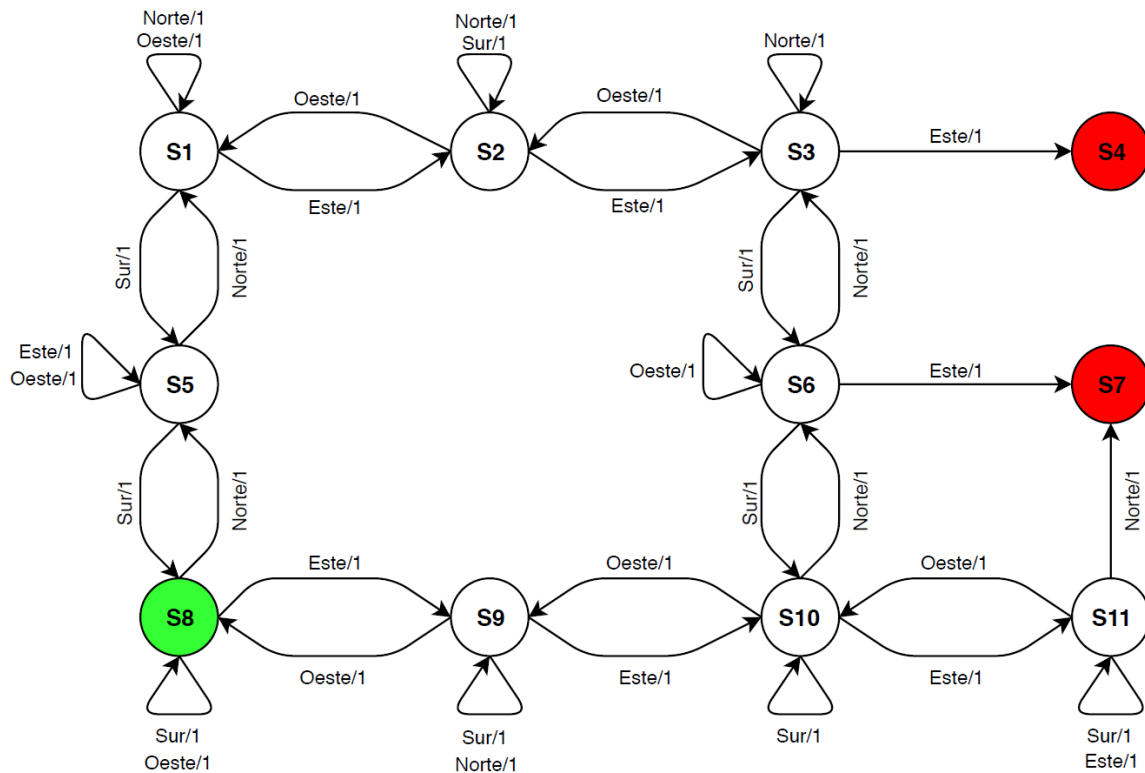 Norte/1
Oeste/1
Norte/1
Sur/1
Norte/1
Oeste/1
Oeste/1
S1
S2
S3
Este/1
S4
Este/1
Este/1
Sur/1
Norte/1
Sur/1
Norte/1
Este/1
Oeste/1
S5
Oeste/1
S6
Este/1
S7
Sur/1
Norte/1
Sur/1
Norte/1
Norte/1
Este/1
Oeste/1
Oeste/1
S8
S9
S10
S11
Oeste/1
Este/1
Este/1
Sur/1
Oeste/1
Sur/1
Norte/1
Sur/1
Sur/1
Este/1